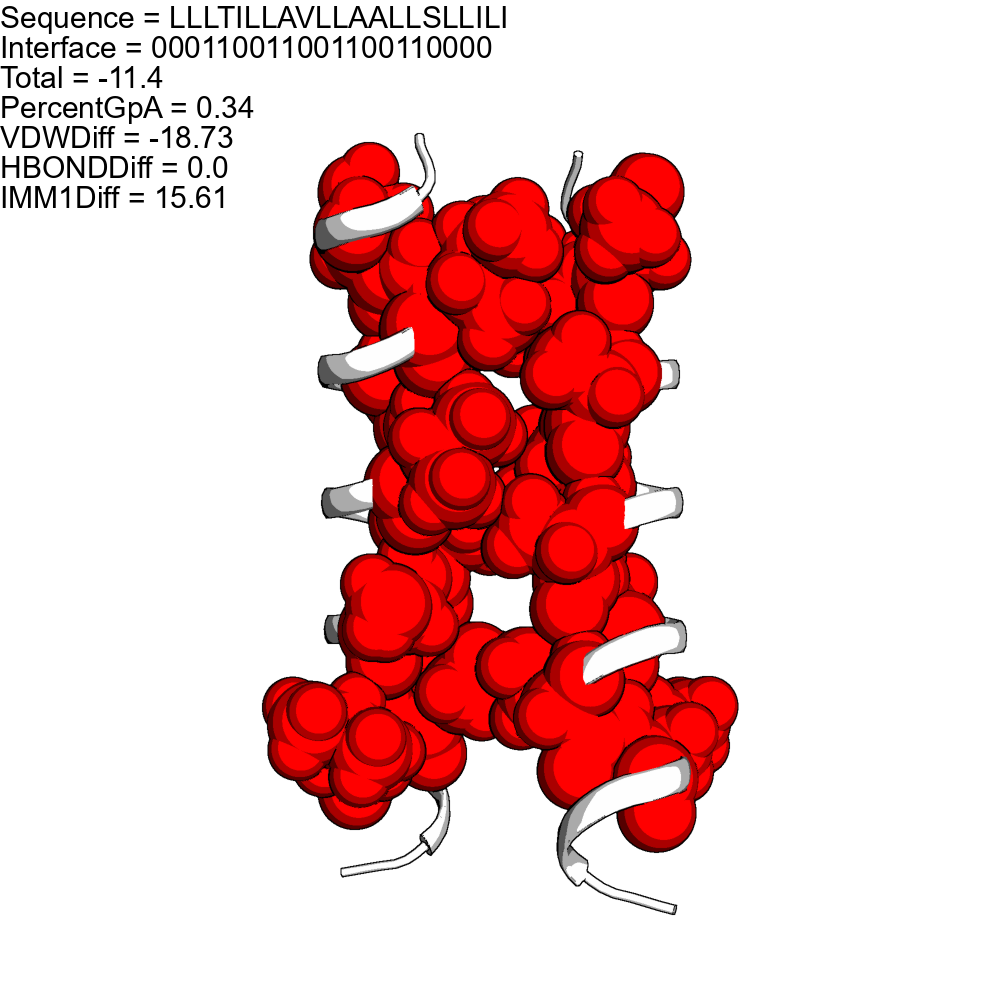 Sequence = LLLTILLAVLLAALLSLLILI
Interface = 000110011001100110000
Total = -11.4
PercentGpA = 0.34
VDWDiff = -18.73
HBONDDiff = 0.0
IMM1Diff = 15.61